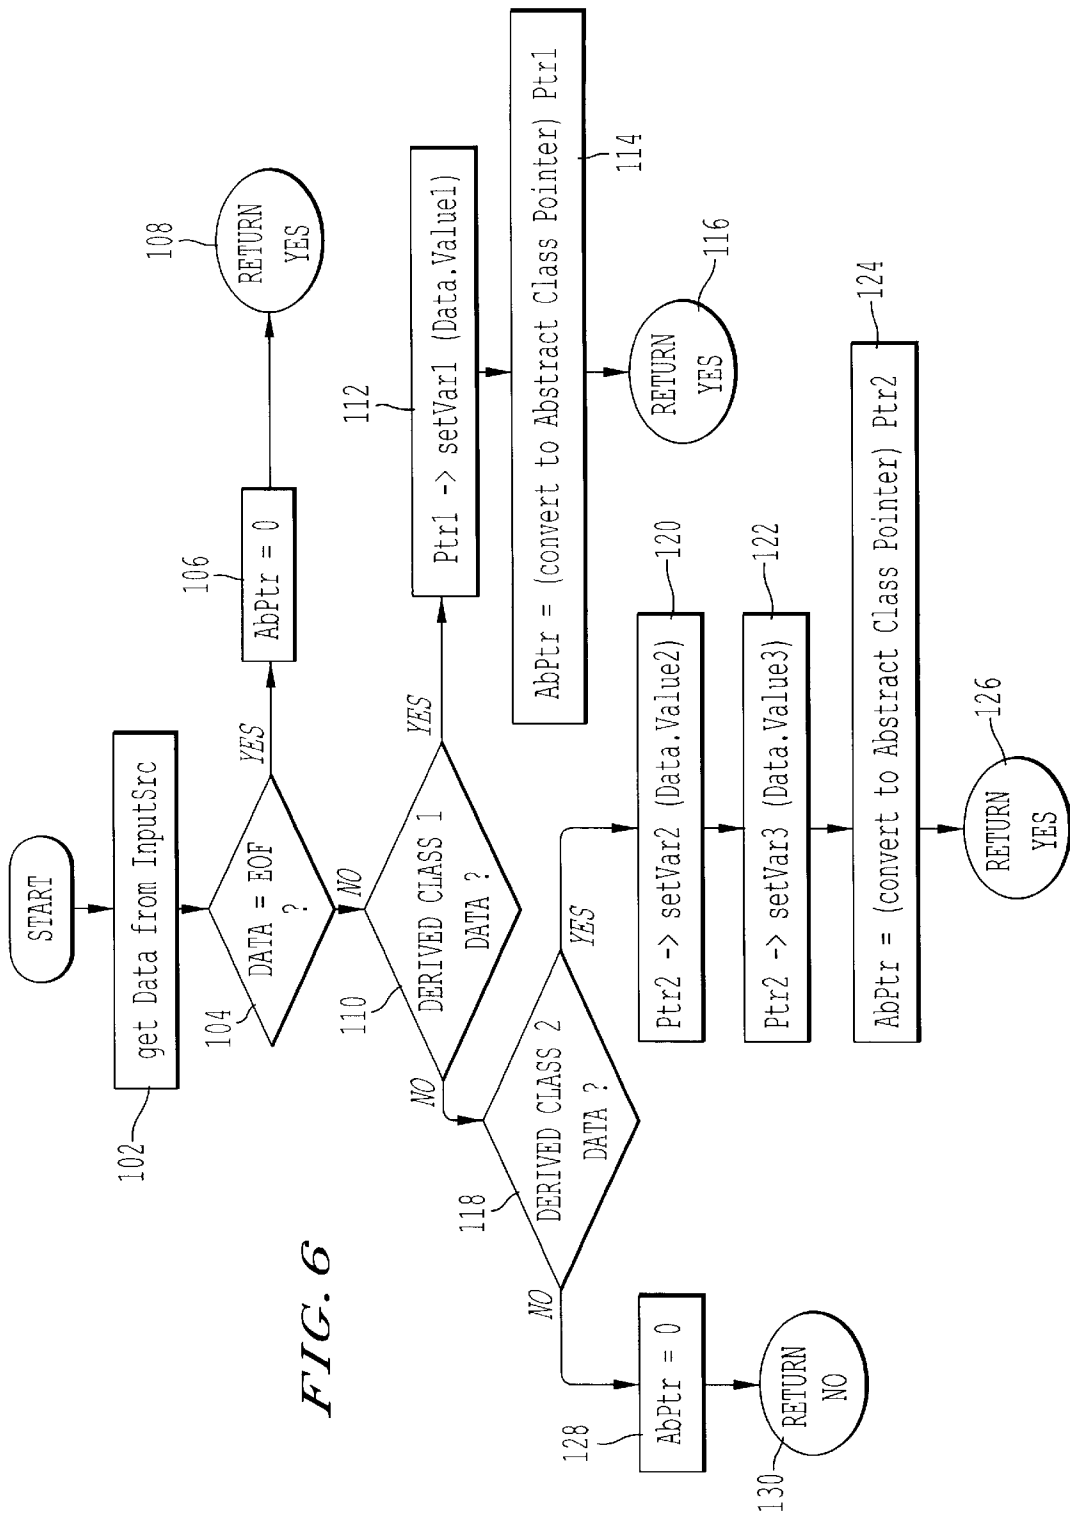 FIG. 6
START
102
get Data from InputSrc
104
DATA = EOF
?
YES
106
AbPtr = 0
108
RETURN
YES
NO
110
DERIVED CLASS 1
DATA ?
YES
112
Ptr1 -> setVar1 (Data.Value1)
AbPtr = (convert to Abstract Class Pointer) Ptr1
114
RETURN
YES
116
NO
118
DERIVED CLASS 2
DATA ?
YES
Ptr2 -> setVar2 (Data.Value2)
120
Ptr2 -> setVar3 (Data.Value3)
122
AbPtr = (convert to Abstract Class Pointer) Ptr2
124
RETURN
YES
126
NO
128
AbPtr = 0
130
RETURN
NO